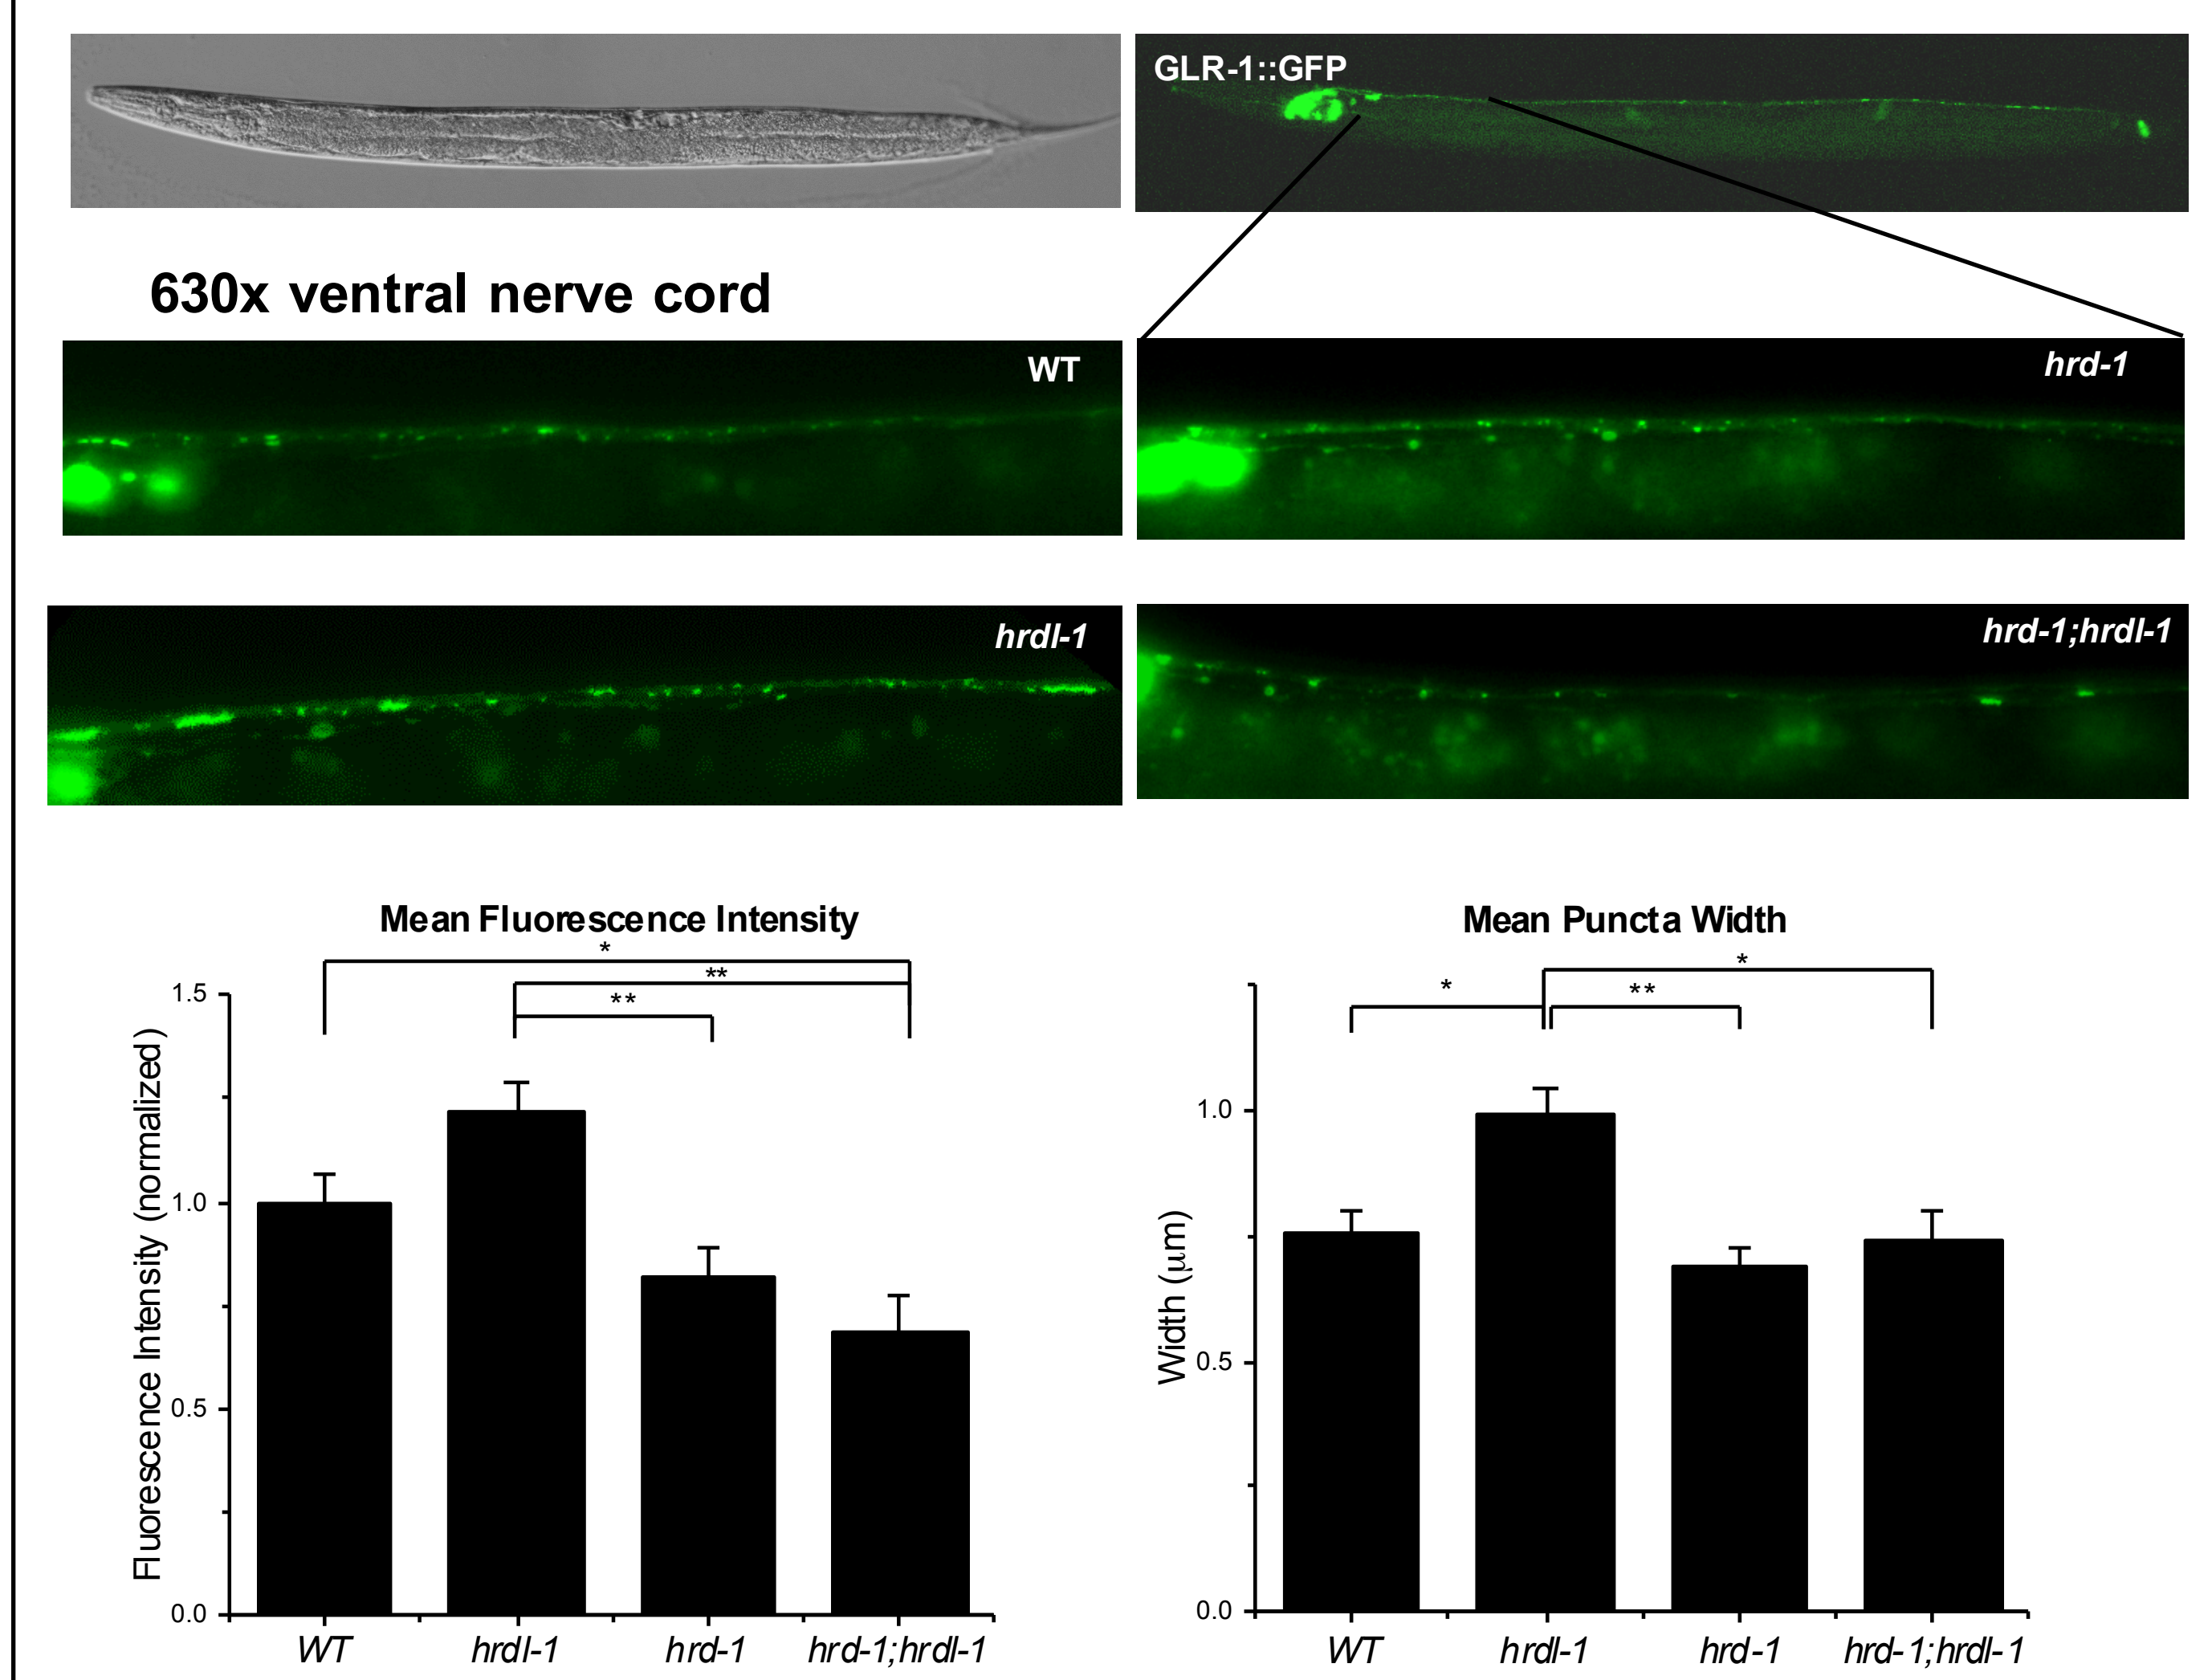 GLR-1::GFP
630x ventral nerve cord
WT
hrd-1
hrdl-1
hrd-1;hrdl-1
Mean Fluorescence Intensity
*
**
**
1.5
1.0
0.5
0.0
Fluorescence Intensity (normalized)
WT
hrdl-1
hrd-1
hrd-1;hrdl-1
Mean Puncta Width
*
*
**
1.0
0.5
0.0
Width (μm)
WT
hrdl-1
hrd-1
hrd-1;hrdl-1